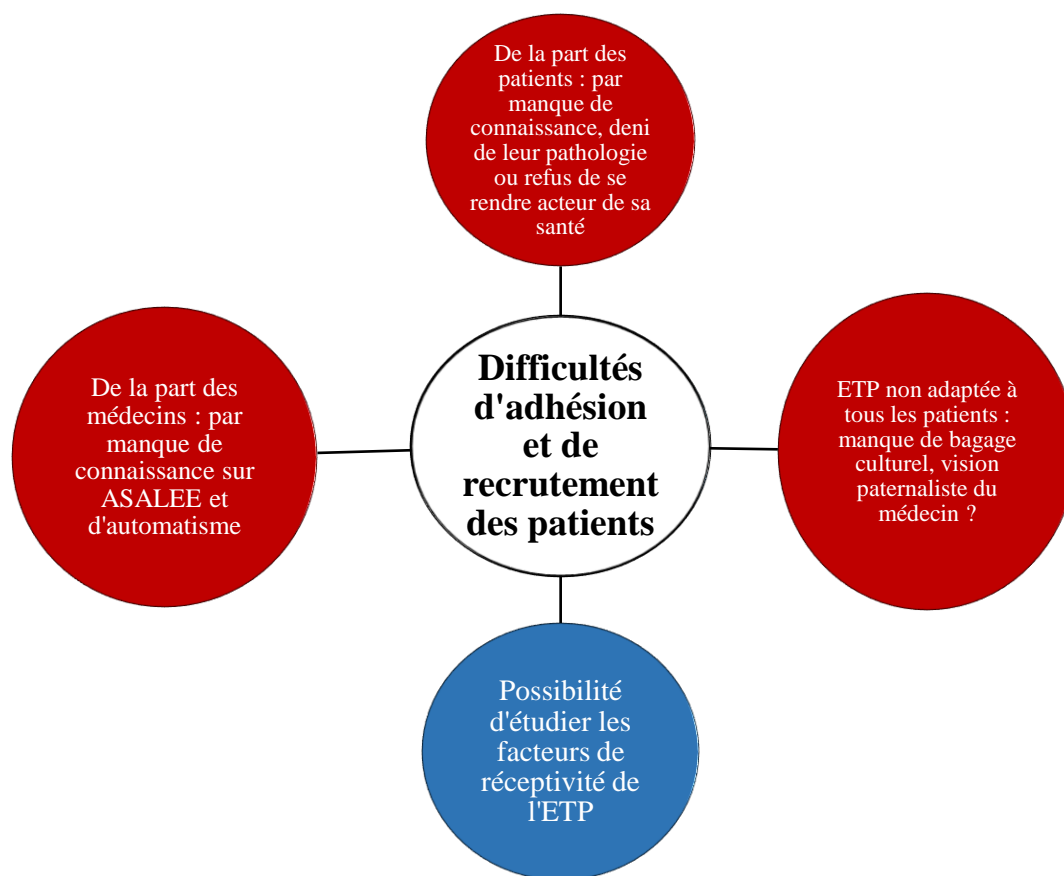 De la part des
patients : par
manque de
connaissance, deni
de leur pathologie
ou refus de se
rendre acteur de sa
santé
De la part des
médecins : par
manque de
connaissance sur
ASALEE et
d'automatisme
Difficultés
d'adhésion
et de
recrutement
des patients
ETP non adaptée à
tous les patients :
manque de bagage
culturel, vision
paternaliste du
médecin ?
Possibilité
d'étudier les
facteurs de
réceptivité de
l'ETP